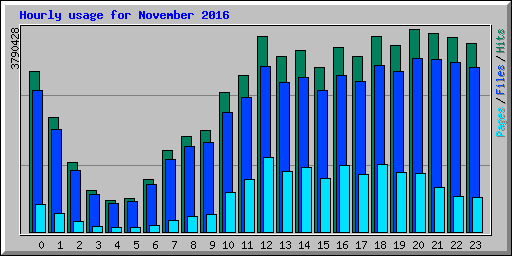 Hourly usage for November 2016
3790428
Pages / Files / Hits
0 1 2 3 4 5 6 7 8 9 10 11 12 13 14 15 16 17 18 19 20 21 22 23